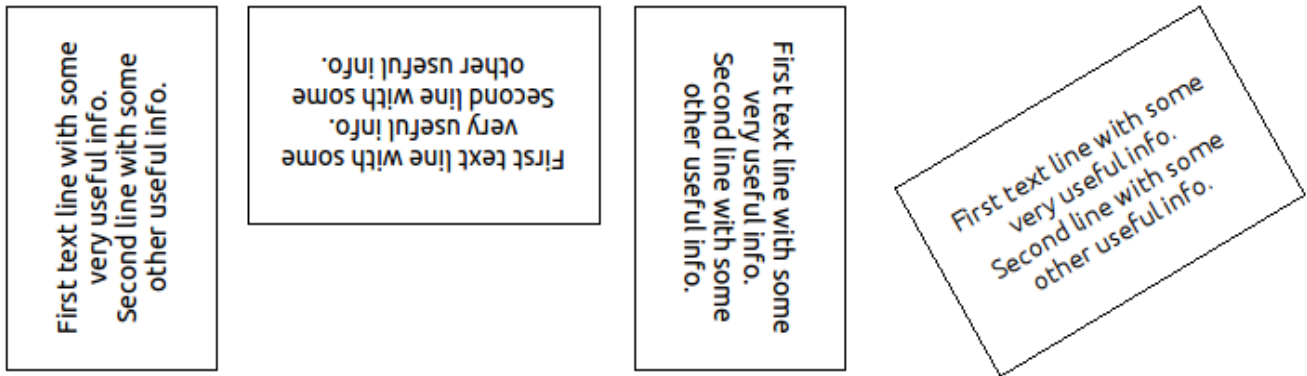 First text line with some
very useful info.
Second line with some
other useful info.
First text line with some
very useful info.
Second line with some
other useful info.
First text line with some
very useful info.
Second line with some
other useful info.
First text line with some
very useful info.
Second line with some
other useful info.